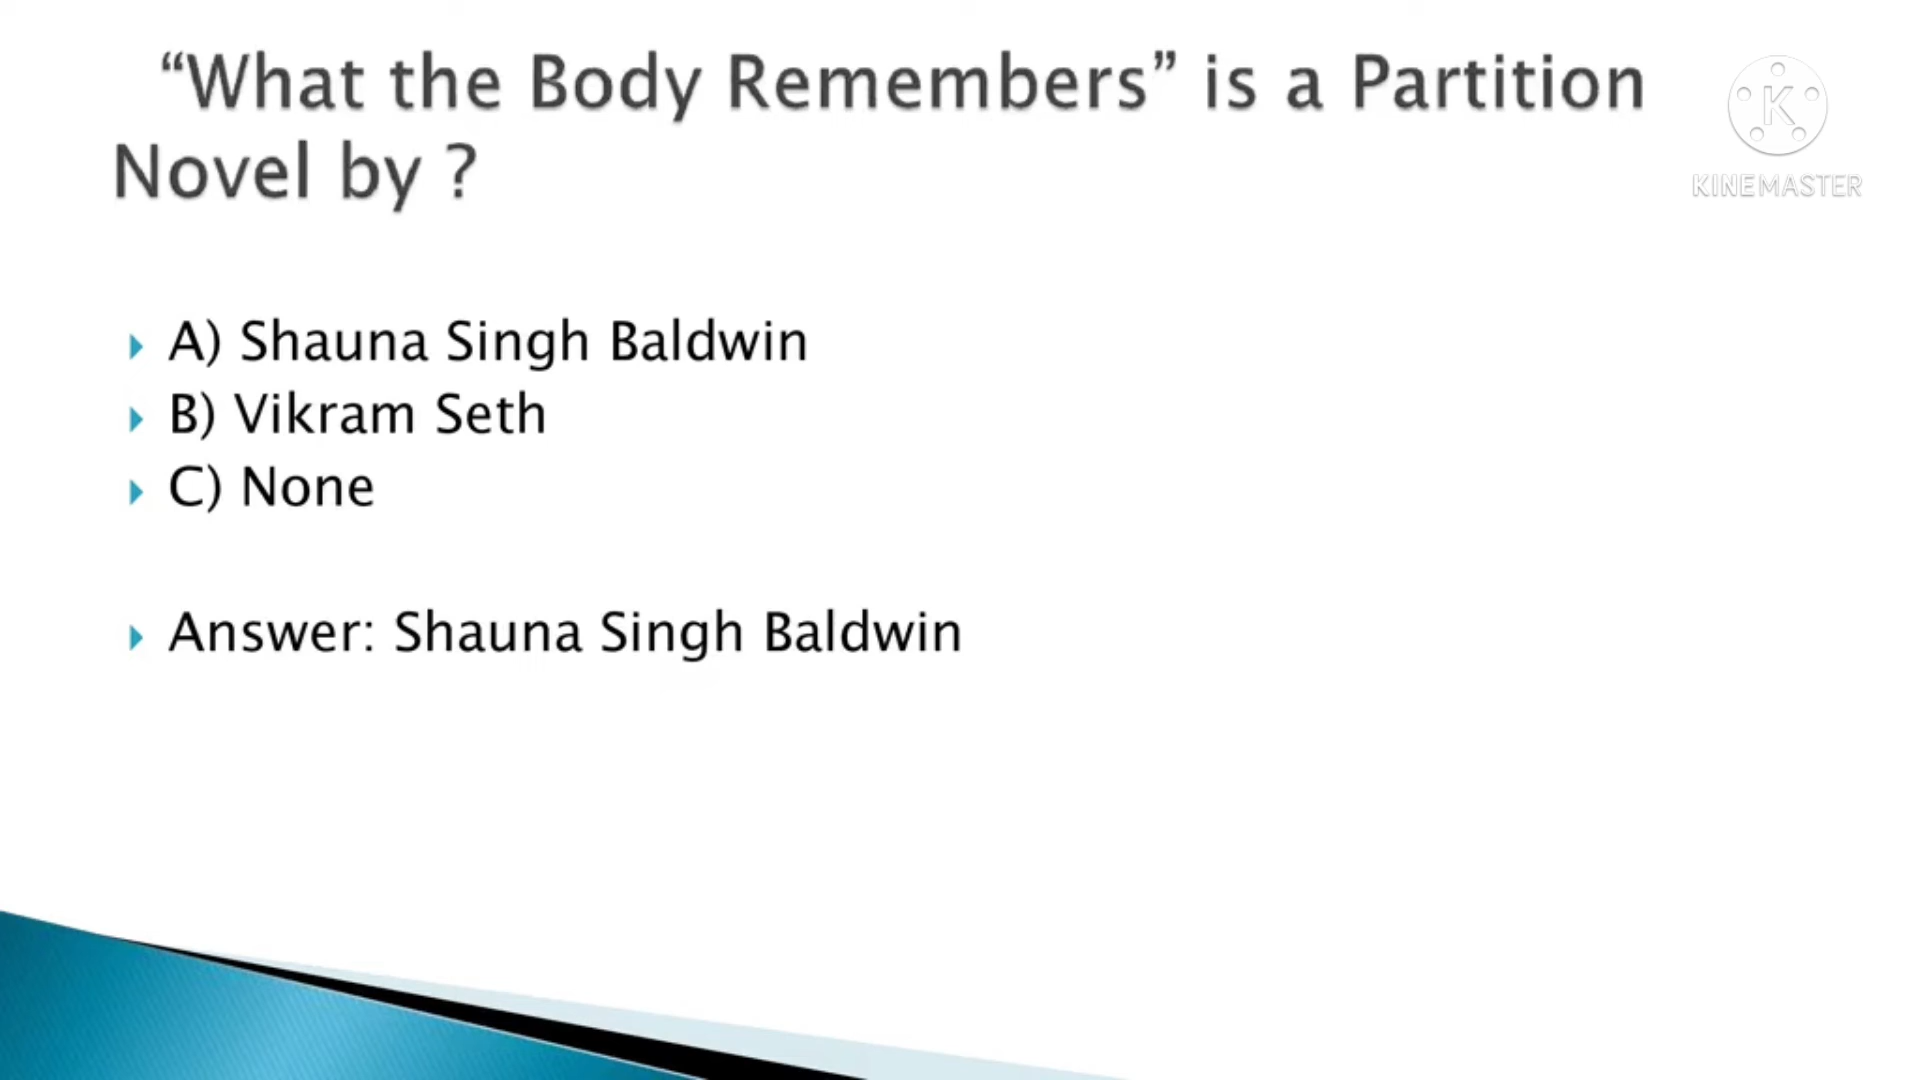 “What the Body Remembers” is a Partition
Novel by ?
K
KINEMASTER
A) Shauna Singh Baldwin
B) Vikram Seth
C) None
Answer: Shauna Singh Baldwin